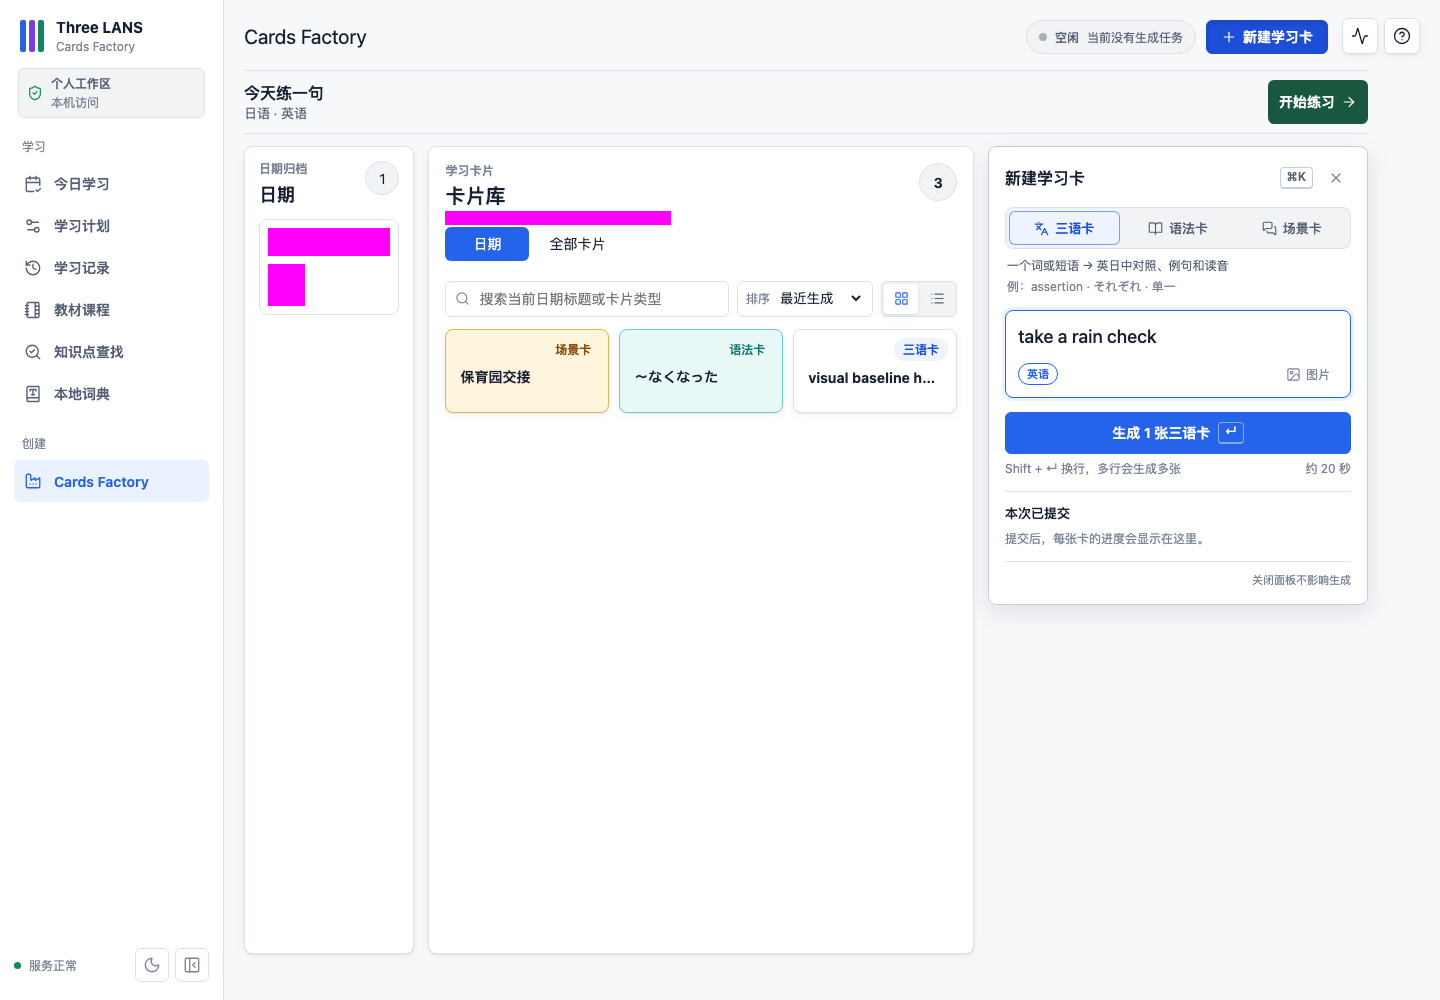 Three LANS
Cards Factory
个人工作区
本机访问
学习
今日学习
学习计划
学习记录
教材课程
知识点查找
本地词典
创建
Cards Factory
服务正常
Cards Factory
空闲 当前没有生成任务
新建学习卡
今天练一句
日语 · 英语
开始练习
日期归档
日期
1
学习卡片
卡片库
3
日期
全部卡片
搜索当前日期标题或卡片类型
排序 最近生成
场景卡
保育园交接
语法卡
〜なくなった
三语卡
visual baseline h...
新建学习卡
⌘K
三语卡
语法卡
场景卡
一个词或短语 → 英日中对照、例句和读音
例：assertion · それぞれ · 单一
take a rain check
英语
图片
生成 1 张三语卡 ↵
Shift + ↵ 换行，多行会生成多张
约 20 秒
本次已提交
提交后，每张卡的进度会显示在这里。
关闭面板不影响生成